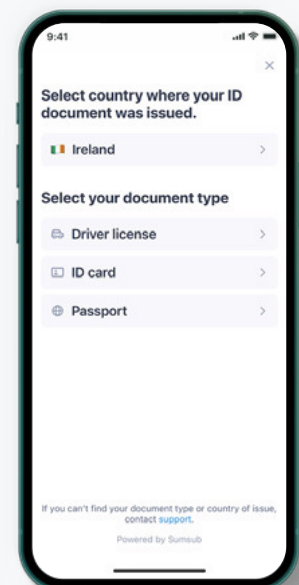 9:41
Select country where your ID
document was issued.
Ireland
Select your document type
Driver license
ID card
Passport
If you can't find your document type or country of issue,
contact support.
Powered by Sumsub